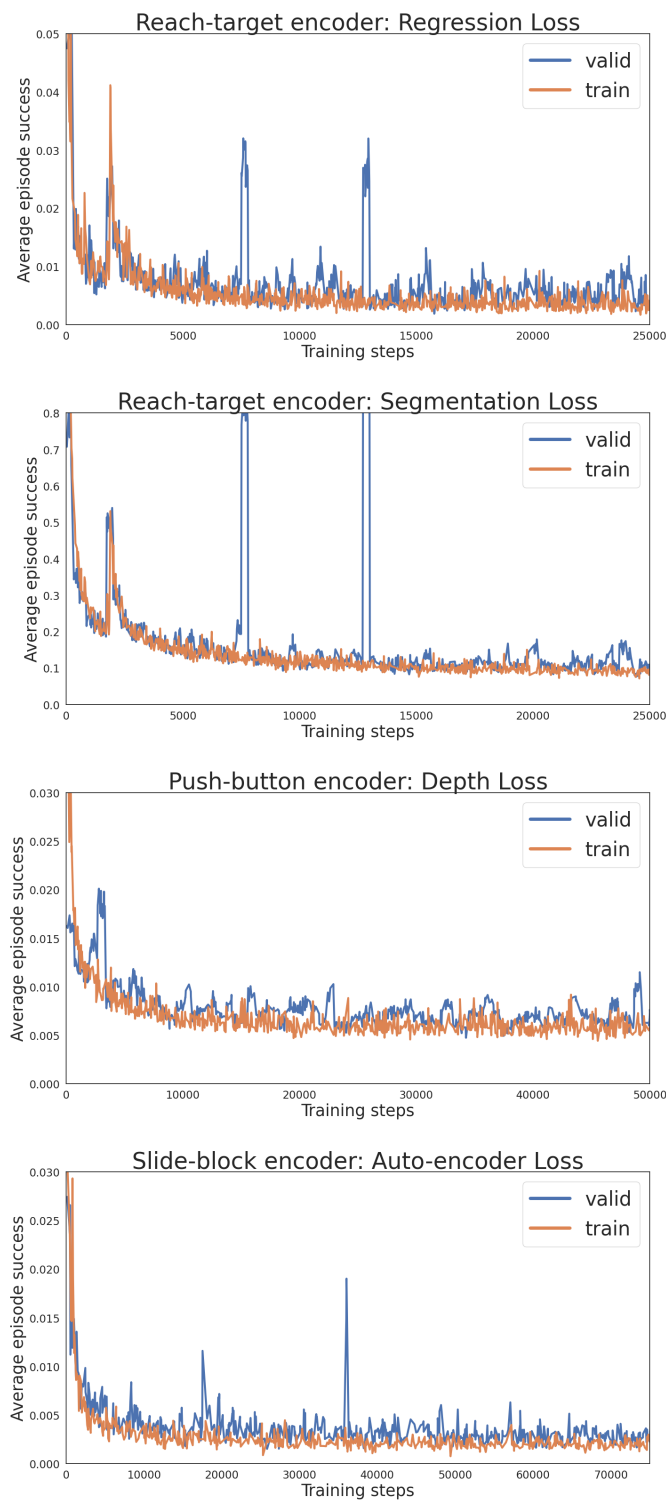 Reach-target encoder: Regression Loss
0.05
0.04
0.03
0.02
0.01
0.00
Average episode success
valid
train
0 5000 10000 15000 20000 25000
Training steps
Reach-target encoder: Segmentation Loss
0.8
0.7
0.6
0.5
0.4
0.3
0.2
0.1
0.0
Average episode success
valid
train
0 5000 10000 15000 20000 25000
Training steps
Push-button encoder: Depth Loss
0.030
0.025
0.020
0.015
0.010
0.005
0.000
Average episode success
valid
train
0 10000 20000 30000 40000 50000
Training steps
Slide-block encoder: Auto-encoder Loss
0.030
0.025
0.020
0.015
0.010
0.005
0.000
Average episode success
valid
train
0 10000 20000 30000 40000 50000 60000 70000
Training steps